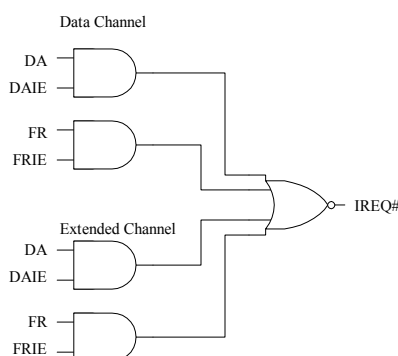 Data Channel
DA
DAIE
FR
FRIE
IREQ#
Extended Channel
DA
DAIE
FR
FRIE